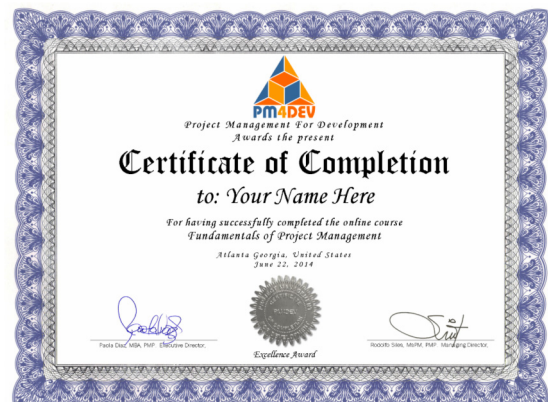 PM4DEV
Project Management For Development
Awards the present
Certificate of Completion
to: Your Name Here
For having successfully completed the online course
Fundamentals of Project Management
Atlanta Georgia, United States
June 22, 2014
Paola Diaz, MBA, PMP Executive Director,
Rodolfo Siles, MsPM, PMP Managing Director,
Excellence Award